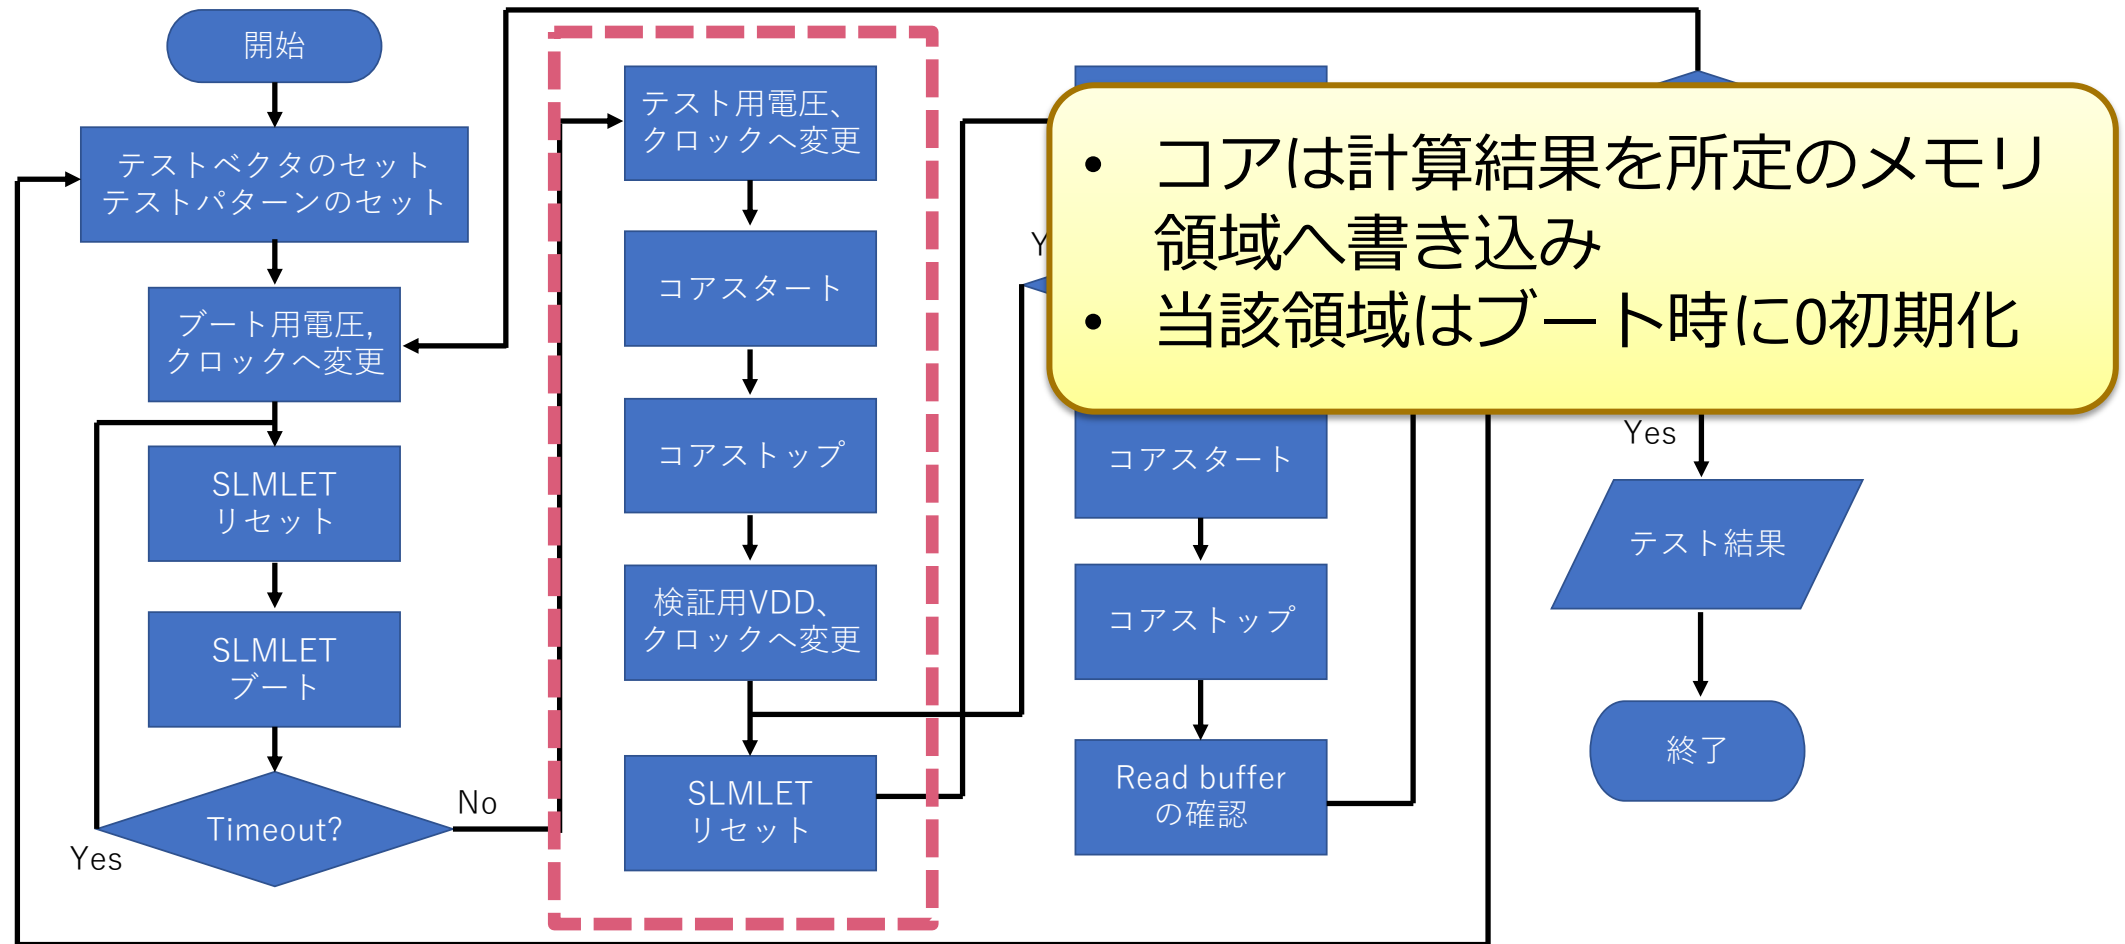 開始
テストベクタのセット
テストパターンのセット
ブート用電圧,
クロックへ変更
SLMLET
リセット
SLMLET
ブート
Timeout?
Yes
No
テスト用電圧、
クロックへ変更
コアスタート
コアストップ
検証用VDD、
クロックへ変更
SLMLET
リセット
• コアは計算結果を所定のメモリ
領域へ書き込み
• 当該領域はブート時に0初期化
コアスタート
コアストップ
Read buffer
の確認
Yes
テスト結果
終了